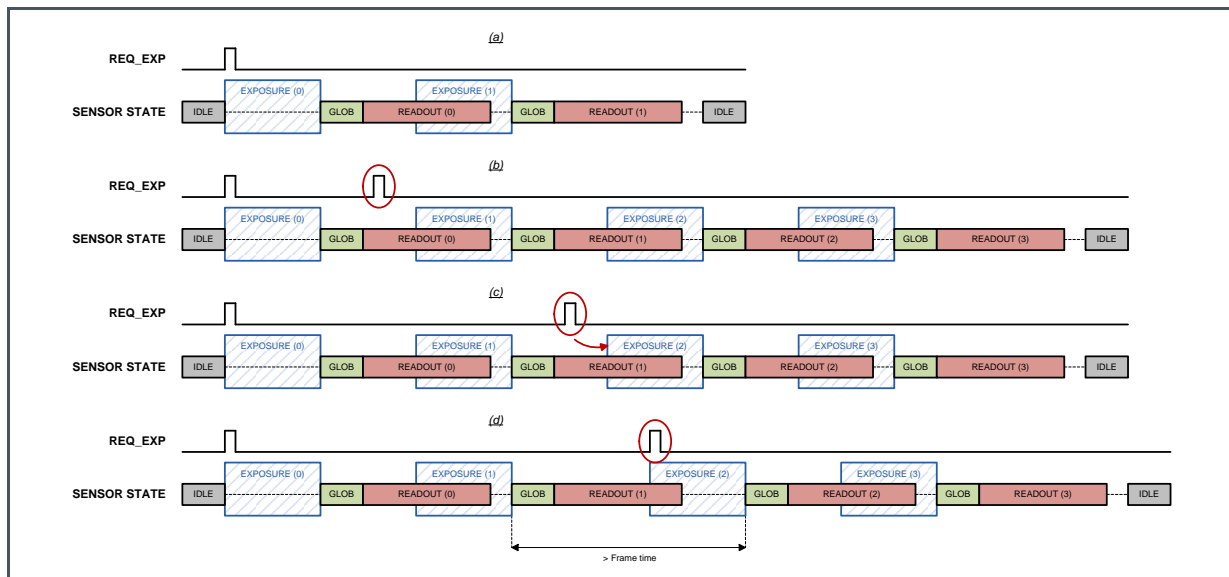 (a)
REQ_EXP
EXPOSURE (0) EXPOSURE (1)
SENSOR STATE IDLE GLOB READOUT (0) GLOB READOUT (1) IDLE
(b)
REQ_EXP
EXPOSURE (0) EXPOSURE (1) EXPOSURE (2) EXPOSURE (3)
SENSOR STATE IDLE GLOB READOUT (0) GLOB READOUT (1) GLOB READOUT (2) GLOB READOUT (3) IDLE
(c)
REQ_EXP
EXPOSURE (0) EXPOSURE (1) EXPOSURE (2) EXPOSURE (3)
SENSOR STATE IDLE GLOB READOUT (0) GLOB READOUT (1) GLOB READOUT (2) GLOB READOUT (3) IDLE
(d)
REQ_EXP
EXPOSURE (0) EXPOSURE (1) EXPOSURE (2) EXPOSURE (3)
SENSOR STATE IDLE GLOB READOUT (0) GLOB READOUT (1) GLOB READOUT (2) GLOB READOUT (3) IDLE
> Frame time